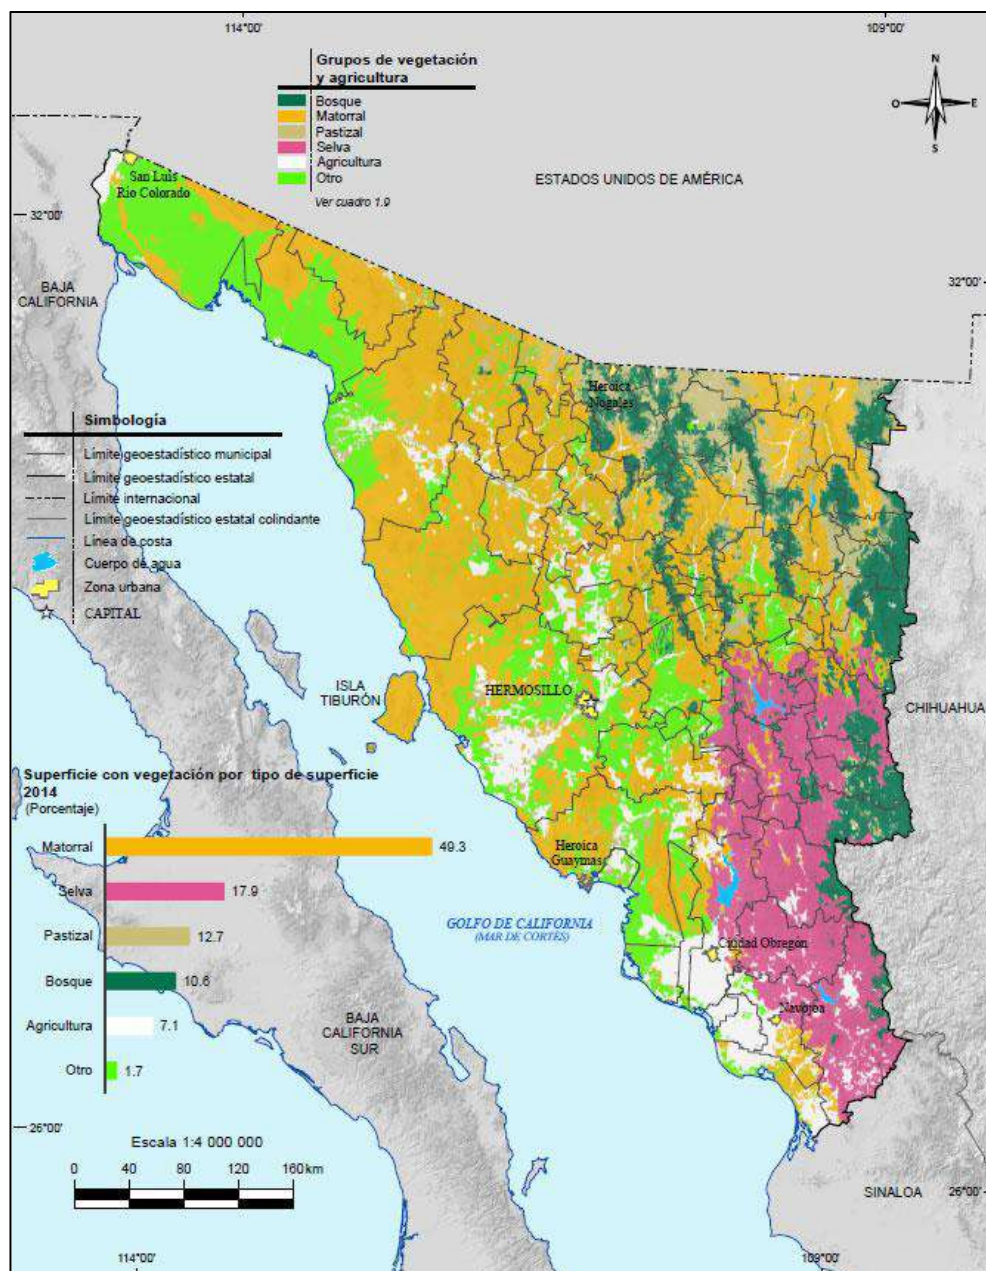 114°00'
109°00'
Grupos de vegetación
y agricultura
Bosque
Matorral
Pastizal
Selva
Agricultura
Otro
Ver cuadro 1.9
N
O
E
S
ESTADOS UNIDOS DE AMÉRICA
San Luis
Río Colorado
32°00'
32°00'
BAJA
CALIFORNIA
Heroica
Nogales
Simbología
Límite geoestadístico municipal
Límite geoestadístico estatal
Límite internacional
Límite geoestadístico estatal colindante
Línea de costa
Cuerpo de agua
Zona urbana
CAPITAL
ISLA
TIBURÓN
HERMOSILLO
CHIHUAHUA
Superficie con vegetación por tipo de superficie
2014
(Porcentaje)
Matorral 49.3
Selva 17.9
Pastizal 12.7
Bosque 10.6
Agricultura 7.1
Otro 1.7
Heroica
Guaymas
GOLFO DE CALIFORNIA
(MAR DE CORTÉS)
Ciudad Obregón
Navojoa
BAJA
CALIFORNIA
SUR
26°00'
Escala 1:4 000 000
0 40 80 120 160 km
SINALOA
26°00'
114°00'
109°00'